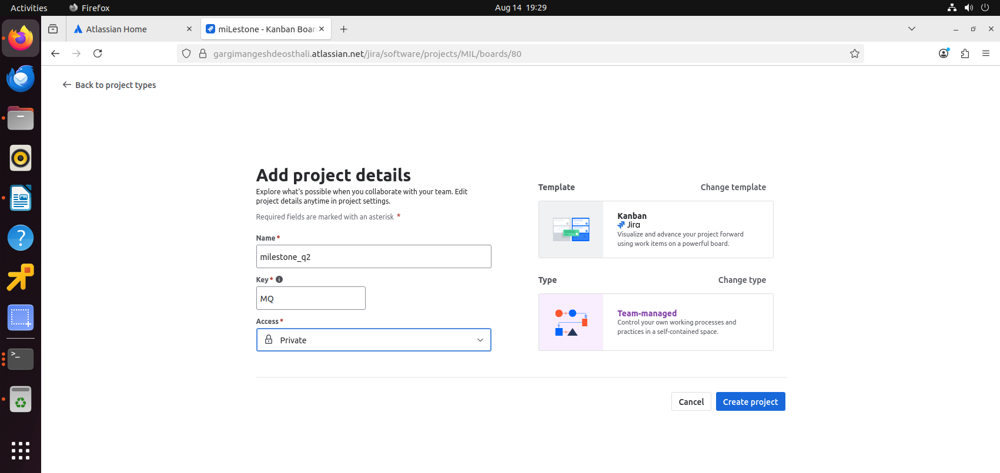 Activities
Firefox
Aug 14 19:29
Atlassian Home
miLestone - Kanban Boar
gargimangeshdeosthali.atlassian.net/jira/software/projects/MIL/boards/80
Back to project types
Add project details
Explore what's possible when you collaborate with your team. Edit
project details anytime in project settings.
Required fields are marked with an asterisk *
Name *
milestone_q2
Key *
MQ
Access *
Private
Template
Change template
Kanban
Jira
Visualize and advance your project forward
using work items on a powerful board.
Type
Change type
Team-managed
Control your own working processes and
practices in a self-contained space.
Cancel
Create project